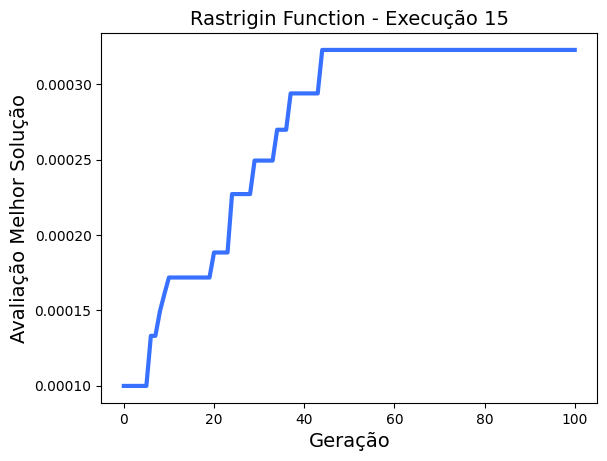 Rastrigin Function - Execução 15
Avaliação Melhor Solução
0.00030
0.00025
0.00020
0.00015
0.00010
0 20 40 60 80 100
Geração